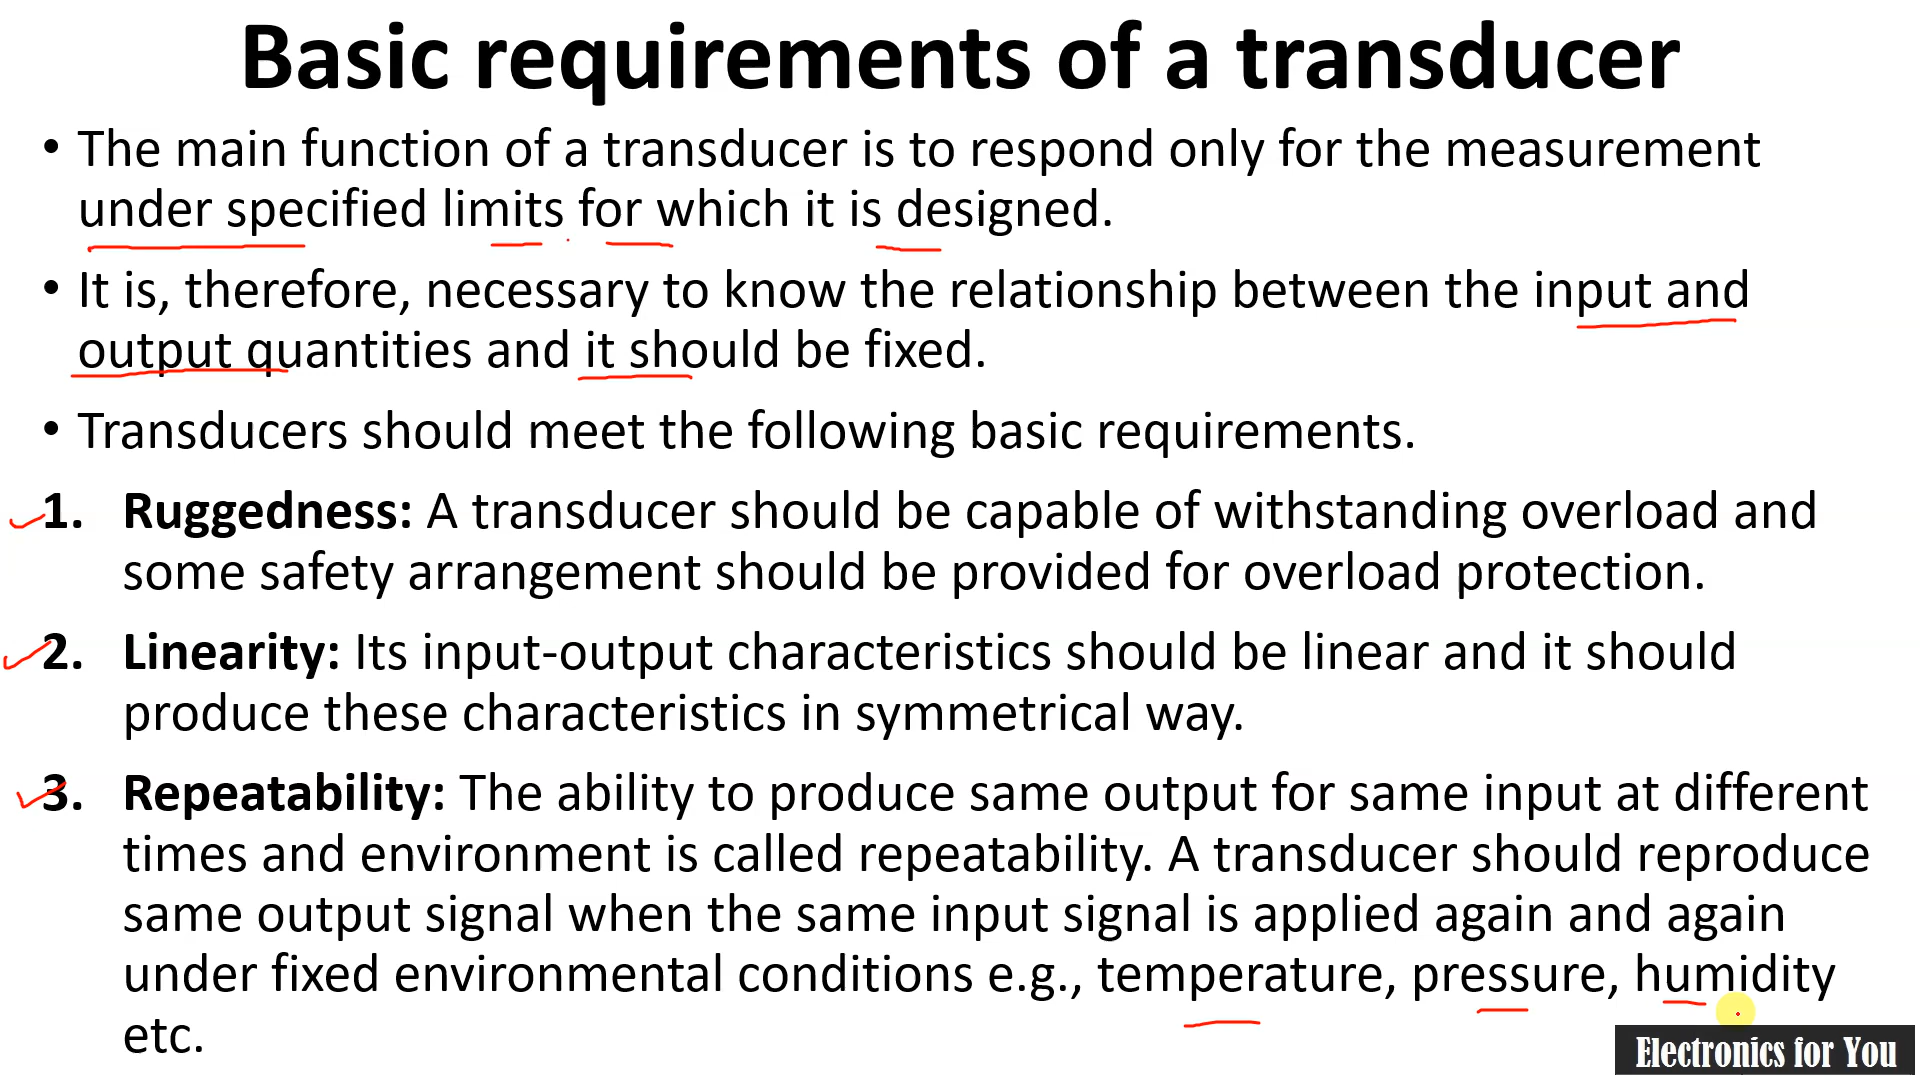 Basic requirements of a transducer
• The main function of a transducer is to respond only for the measurement
under specified limits for which it is designed.
• It is, therefore, necessary to know the relationship between the input and
output quantities and it should be fixed.
• Transducers should meet the following basic requirements.
1. Ruggedness: A transducer should be capable of withstanding overload and
some safety arrangement should be provided for overload protection.
2. Linearity: Its input-output characteristics should be linear and it should
produce these characteristics in symmetrical way.
3. Repeatability: The ability to produce same output for same input at different
times and environment is called repeatability. A transducer should reproduce
same output signal when the same input signal is applied again and again
under fixed environmental conditions e.g., temperature, pressure, humidity
etc.
Electronics for You